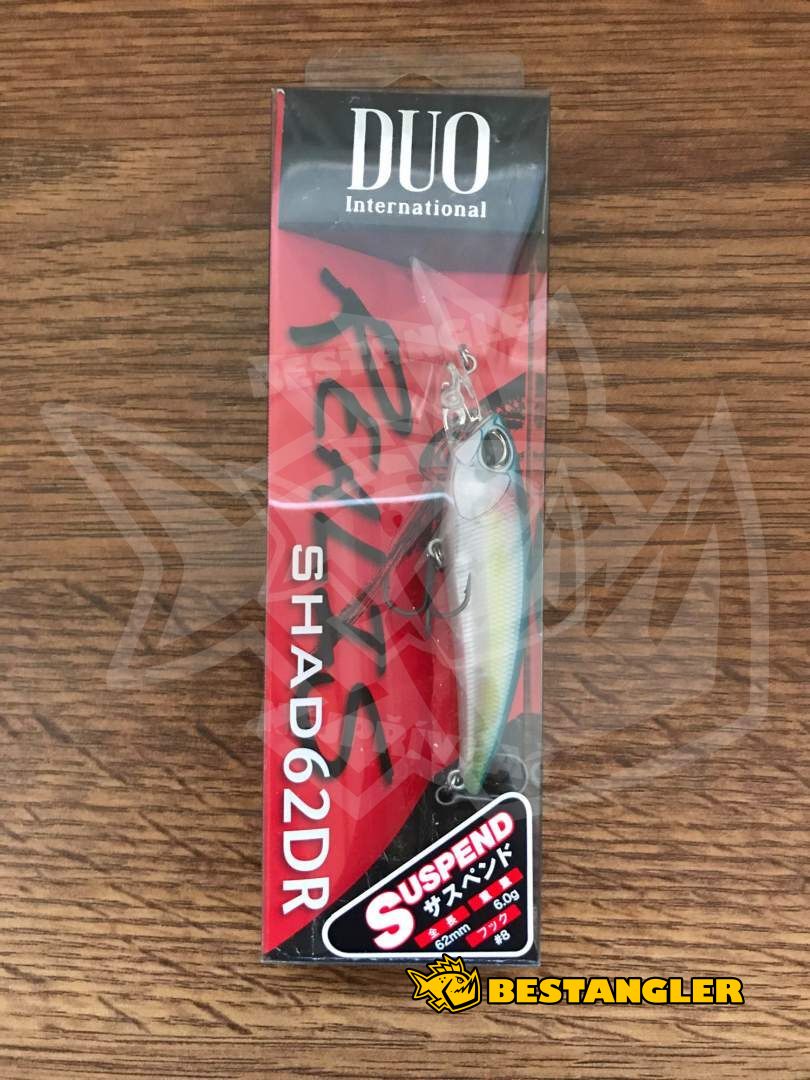 DUO
International
REALIS
SHAD62DR
SUSPEND
サスペンド
全長 重量
62mm 6.0g
フック
#8
BESTANGLER
BESTANGLER